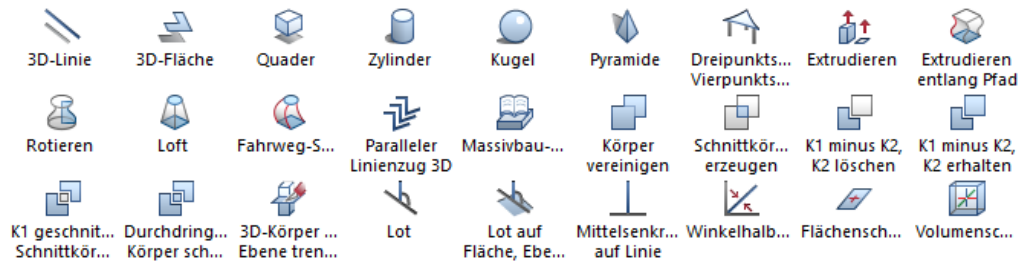 3D-Linie 3D-Fläche Quader Zylinder Kugel Pyramide Dreipunkts... Extrudieren Extrudieren
Vierpunkts... entlang Pfad
Rotieren Loft Fahrweg-S... Paralleler Massivbau-... Körper Schnittkör... K1 minus K2, K1 minus K2,
Linienzug 3D vereinigen erzeugen K2 löschen K2 erhalten
K1 geschnit... Durchdring... 3D-Körper ... Lot Lot auf Mittelsenkr... Winkelhalb... Flächensch... Volumensc...
Schnittkör... Körper sch... Ebene tren... Fläche, Ebe... auf Linie